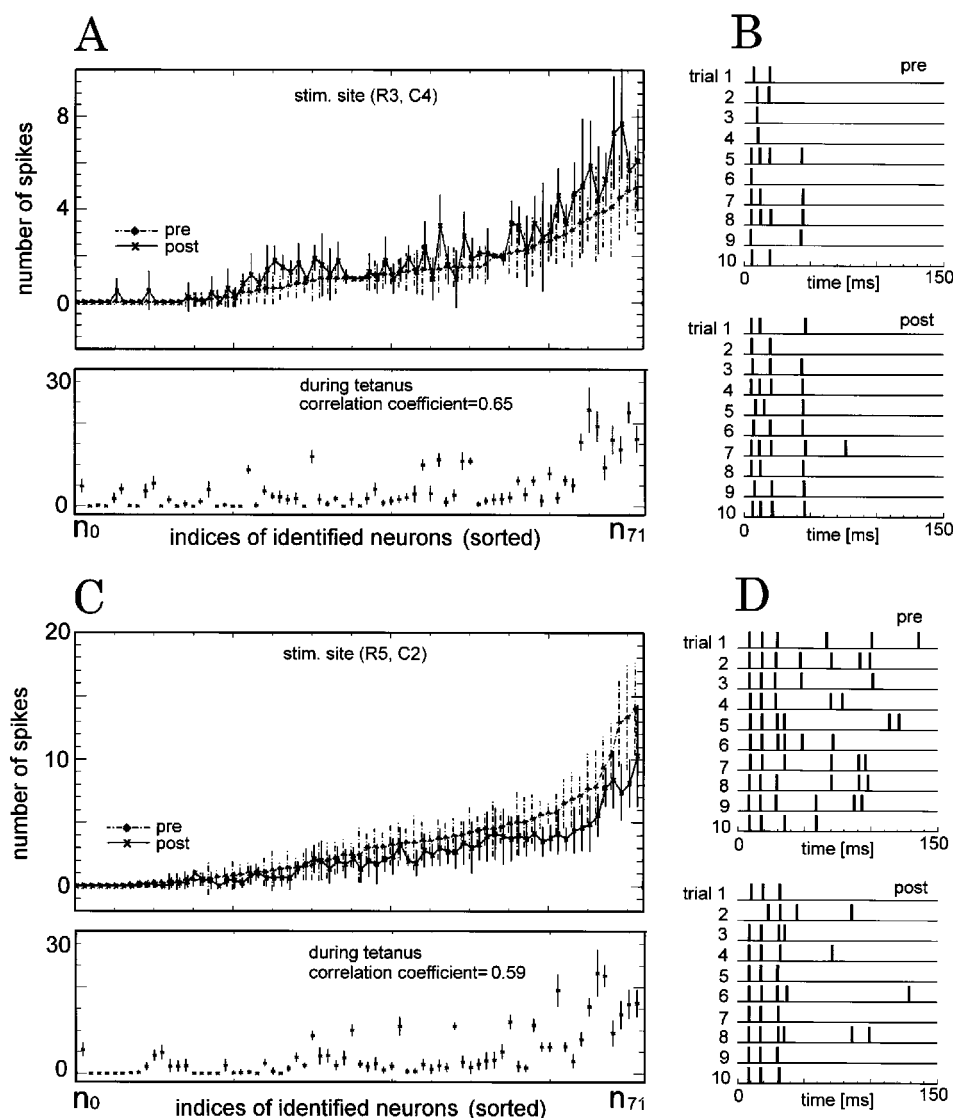 A
stim. site (R3, C4)
number of spikes
8
4
0
pre
post
during tetanus
correlation coefficient=0.65
30
0
n0
indices of identified neurons (sorted)
n71
B
pre
trial 1
2
3
4
5
6
7
8
9
10
0
time [ms]
150
post
trial 1
2
3
4
5
6
7
8
9
10
0
time [ms]
150
C
stim. site (R5, C2)
number of spikes
20
10
0
pre
post
during tetanus
correlation coefficient= 0.59
30
0
n0
indices of identified neurons (sorted)
n71
D
pre
trial 1
2
3
4
5
6
7
8
9
10
0
time [ms]
150
post
trial 1
2
3
4
5
6
7
8
9
10
0
time [ms]
150